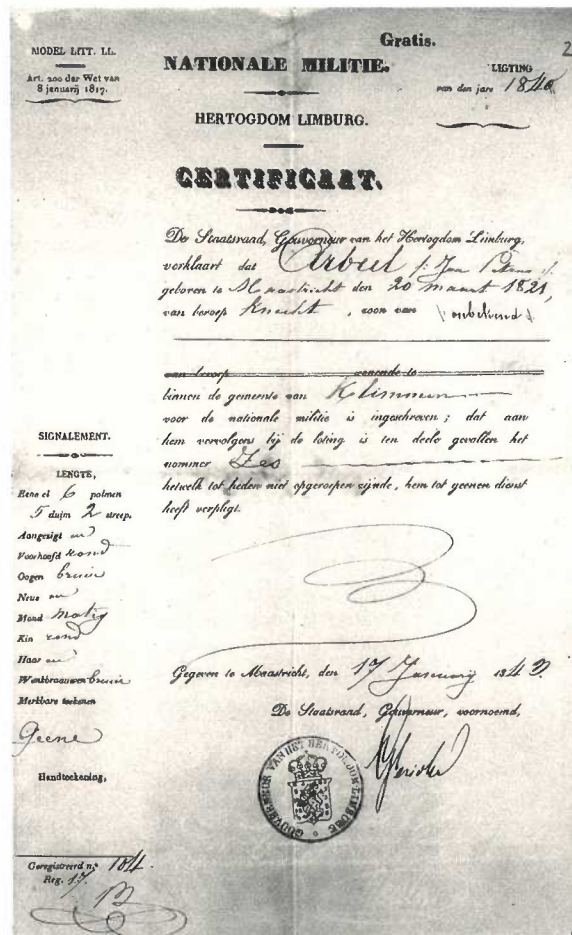 Gratis.
2
MODEL LITT. LL.
Art. 200 der Wet van
8 januarij 1817.
NATIONALE MILITIE.
LIGTING
van den jare 1840
HERTOGDOM LIMBURG.
CERTIFICAAT.
De Staatsraad, Gouverneur van het Hertogdom Limburg,
verklaart dat Arbeel
geboren te Maastricht den 20 maart 1821,
van beroep Knecht, zoon van (onbekend)
van beroep wonende te
binnen de gemeente van Klimmen
voor de nationale militie is ingeschreven; dat aan
hem vervolgens bij de loting is ten deele gevallen het
nommer Zes
hetwelk tot heden niet opgeroepen zijnde, hem tot geenen dienst
heeft verpligt.
SIGNALEMENT.
LENGTE,
Eene el 6 palmen
5 duim 2 streep.
Aangezigt
Voorhoofd rond
Oogen bruin
Neus
Mond matig
Kin rond
Haar
Wenkbraauwen bruin
Merkbare teekenen
Geene
Handteekening,
Gegeven te Maastricht, den 17 January 1843.
De Staatsraad, Gouverneur, voornoemd,
GOUVERNEUR VAN HET HERTOGDOM LIMBURG
Geregistreerd n.° 104
Reg. 17.